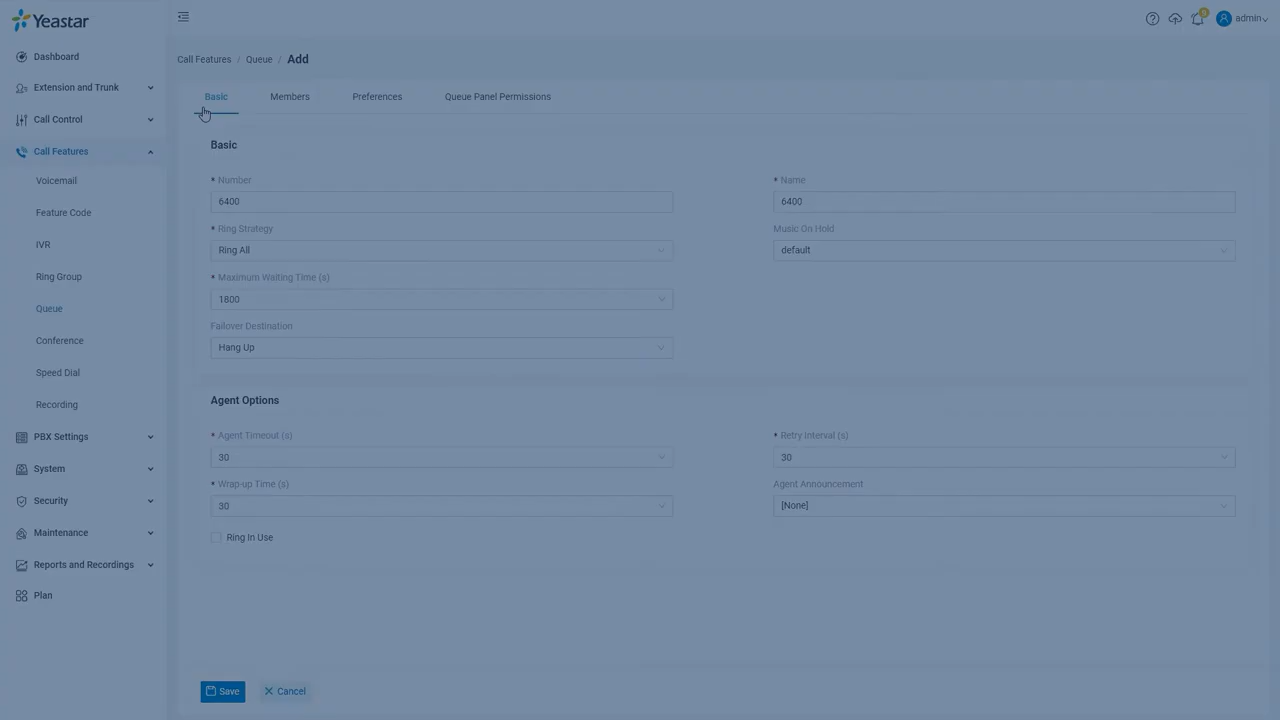 Yeastar
admin
Dashboard
Extension and Trunk
Call Control
Call Features
Voicemail
Feature Code
IVR
Ring Group
Queue
Conference
Speed Dial
Recording
PBX Settings
System
Security
Maintenance
Reports and Recordings
Plan
Call Features / Queue / Add
Basic Members Preferences Queue Panel Permissions
Basic
* Number * Name
6400 6400
* Ring Strategy Music On Hold
Ring All default
* Maximum Waiting Time (s)
1800
Failover Destination
Hang Up
Agent Options
* Agent Timeout (s) * Retry Interval (s)
30 30
* Wrap-up Time (s) Agent Announcement
30 [None]
Ring In Use
Save Cancel